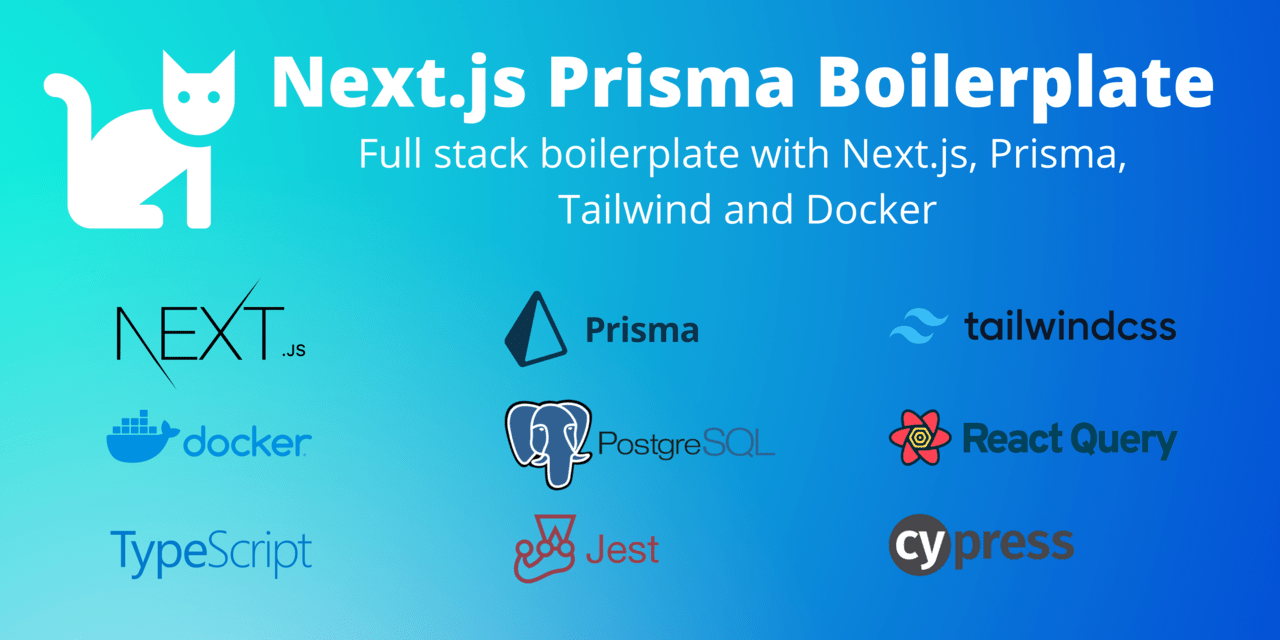 Next.js Prisma Boilerplate
Full stack boilerplate with Next.js, Prisma,
Tailwind and Docker
NEXT.JS
Prisma
tailwindcss
docker
PostgreSQL
React Query
TypeScript
Jest
cypress